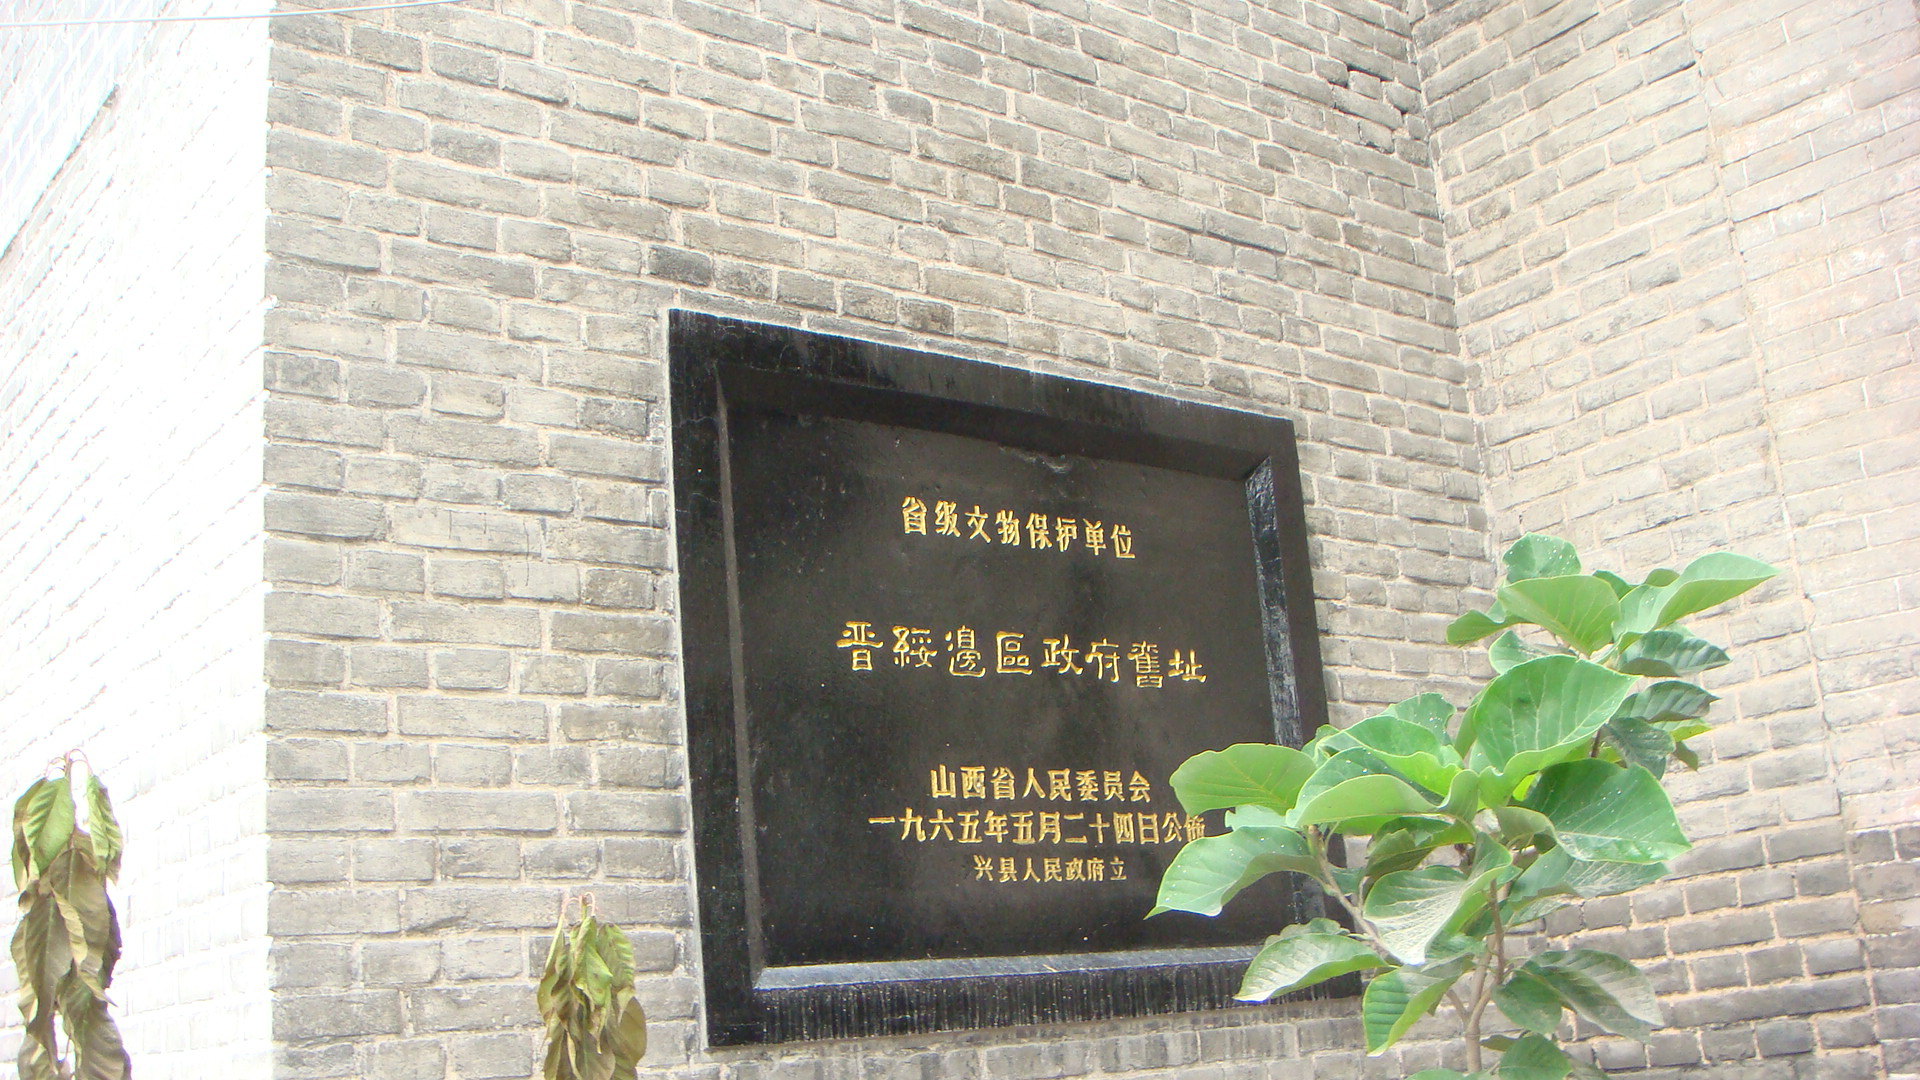 省级文物保护单位
晋綏邊區政府舊址
山西省人民委员会
一九六五年五月二十四日公佈
兴县人民政府立